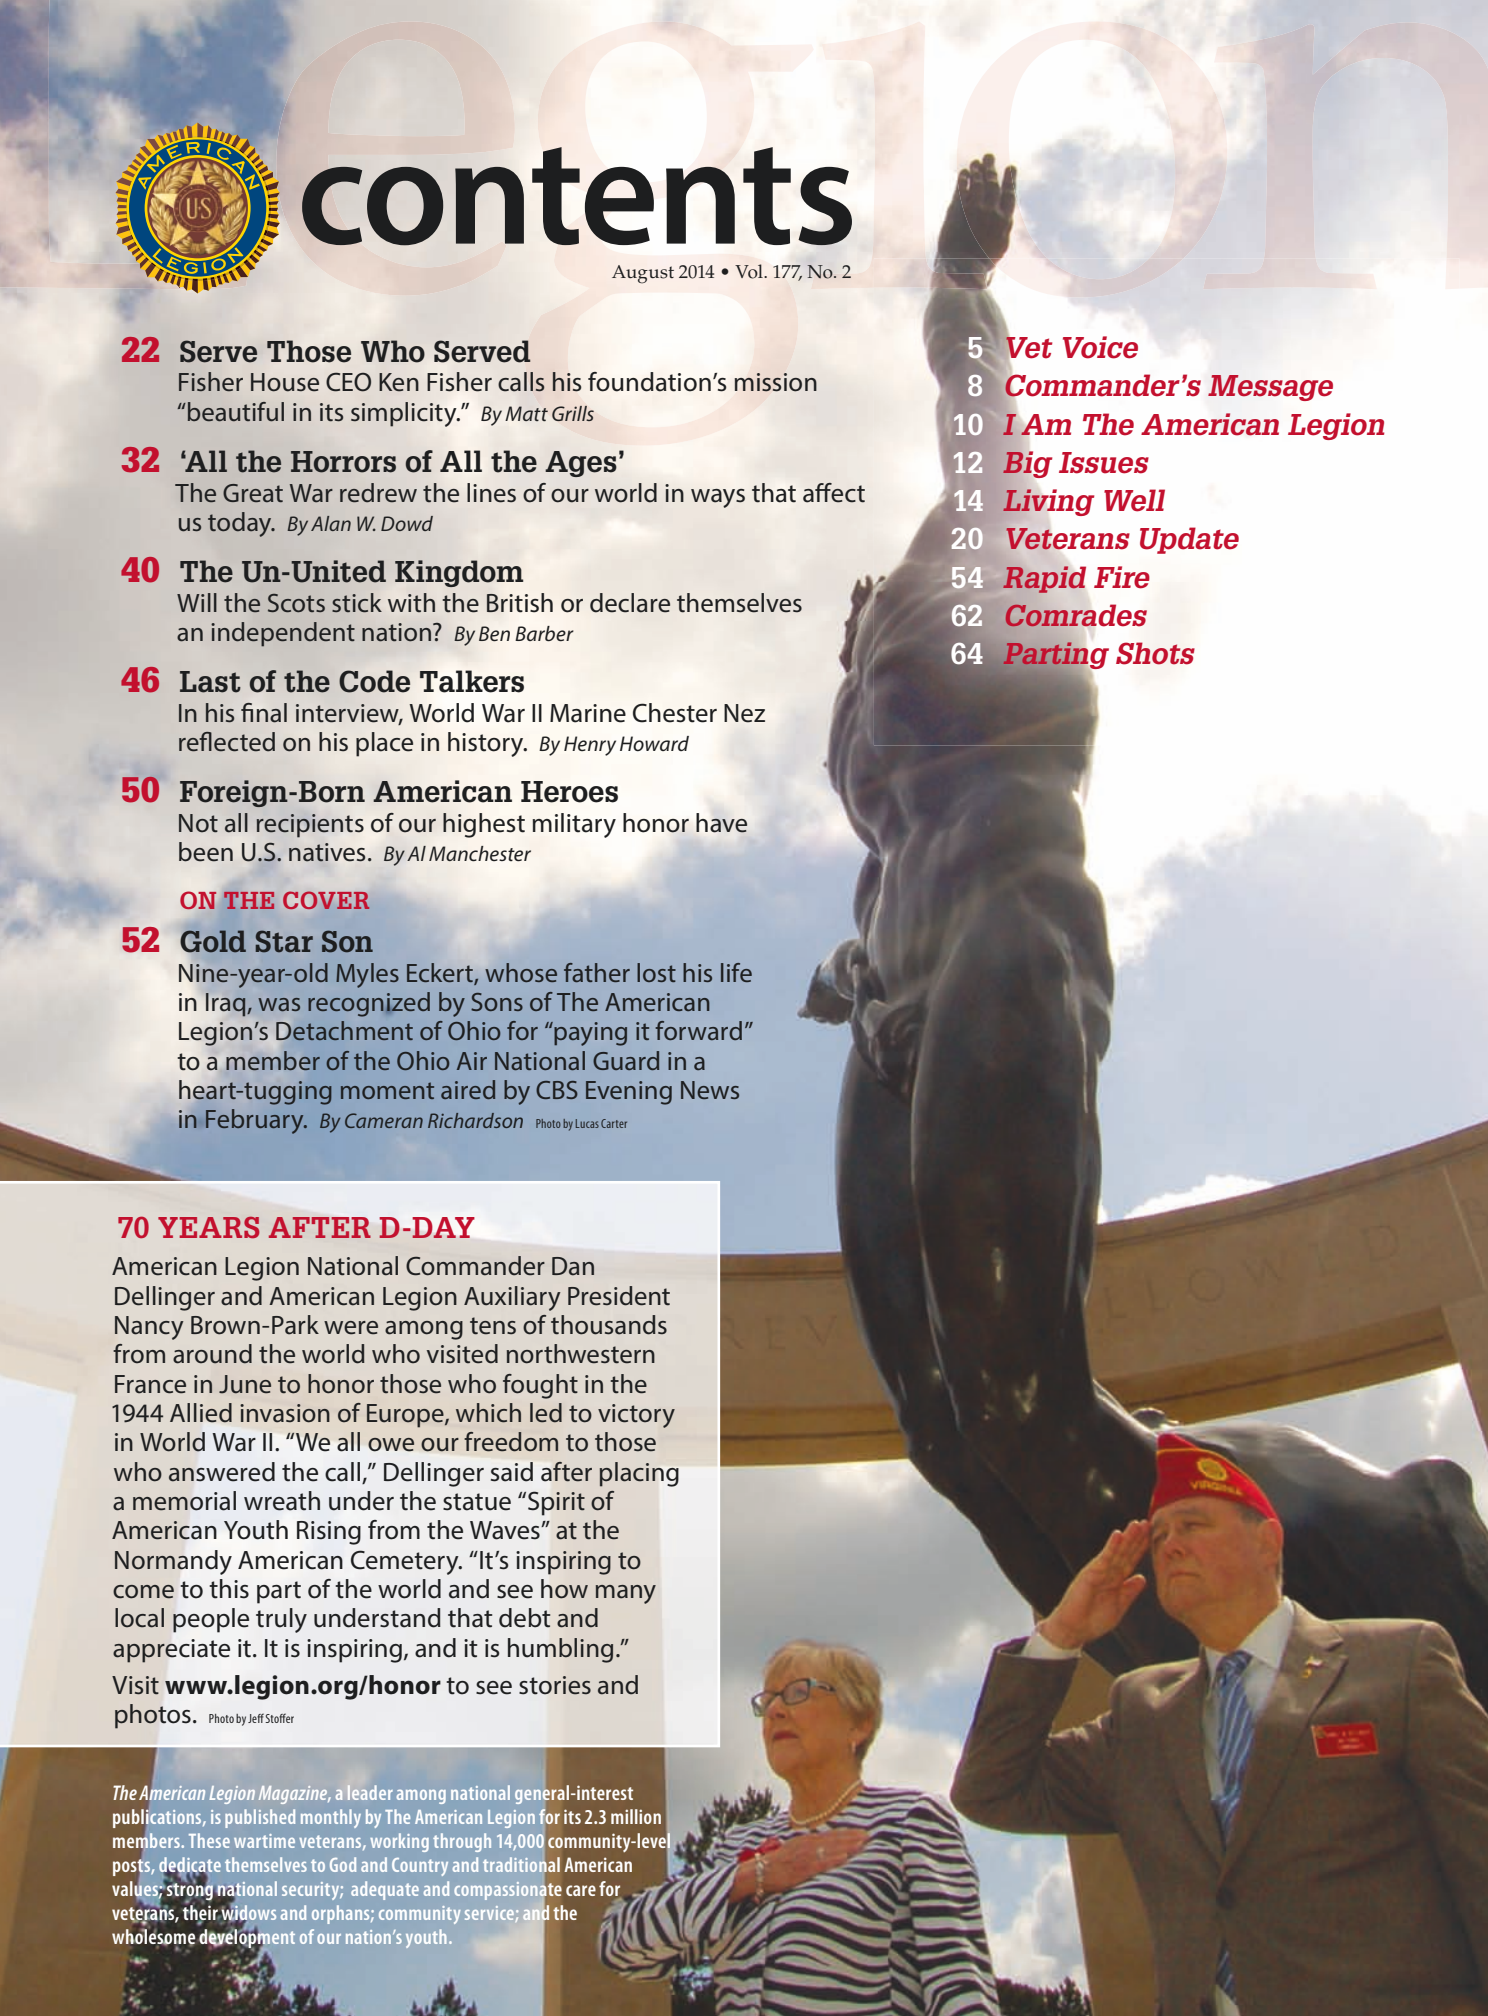 Legion
AMERICAN
U.S
LEGION
contents
August 2014 • Vol. 177, No. 2
22 Serve Those Who Served
Fisher House CEO Ken Fisher calls his foundation’s mission
“beautiful in its simplicity.” By Matt Grills
32 ‘All the Horrors of All the Ages’
The Great War redrew the lines of our world in ways that affect
us today. By Alan W. Dowd
40 The Un-United Kingdom
Will the Scots stick with the British or declare themselves
an independent nation? By Ben Barber
46 Last of the Code Talkers
In his final interview, World War II Marine Chester Nez
reflected on his place in history. By Henry Howard
50 Foreign-Born American Heroes
Not all recipients of our highest military honor have
been U.S. natives. By Al Manchester
ON THE COVER
52 Gold Star Son
Nine-year-old Myles Eckert, whose father lost his life
in Iraq, was recognized by Sons of The American
Legion’s Detachment of Ohio for “paying it forward”
to a member of the Ohio Air National Guard in a
heart-tugging moment aired by CBS Evening News
in February. By Cameran Richardson Photo by Lucas Carter
5 Vet Voice
8 Commander’s Message
10 I Am The American Legion
12 Big Issues
14 Living Well
20 Veterans Update
54 Rapid Fire
62 Comrades
64 Parting Shots
70 YEARS AFTER D-DAY
American Legion National Commander Dan
Dellinger and American Legion Auxiliary President
Nancy Brown-Park were among tens of thousands
from around the world who visited northwestern
France in June to honor those who fought in the
1944 Allied invasion of Europe, which led to victory
in World War II. “We all owe our freedom to those
who answered the call,” Dellinger said after placing
a memorial wreath under the statue “Spirit of
American Youth Rising from the Waves” at the
Normandy American Cemetery. “It’s inspiring to
come to this part of the world and see how many
local people truly understand that debt and
appreciate it. It is inspiring, and it is humbling.”
Visit www.legion.org/honor to see stories and
photos. Photo by Jeff Stoffer
The American Legion Magazine, a leader among national general-interest
publications, is published monthly by The American Legion for its 2.3 million
members. These wartime veterans, working through 14,000 community-level
posts, dedicate themselves to God and Country and traditional American
values; strong national security; adequate and compassionate care for
veterans, their widows and orphans; community service; and the
wholesome development of our nation’s youth.
VIRGINIA